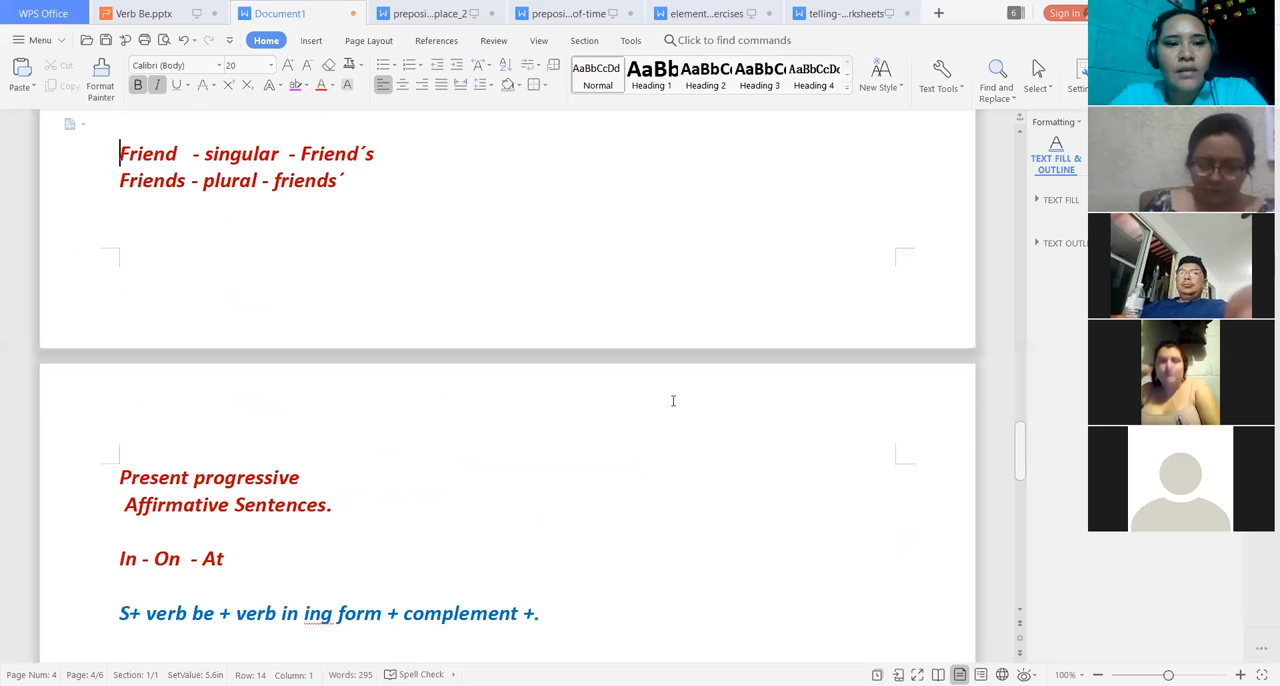 WPS Office Verb Be.pptx Document1 preposi...place_2 preposi...of-time element...ercises telling-...rksheets + 6 Sign in
Menu Home Insert Page Layout References Review View Section Tools Click to find commands
Paste Cut Copy Format Painter Calibri (Body) 20 AaBbCcDd Normal AaBb Heading 1 AaBbC Heading 2 AaBbC Heading 3 AaBbCc Heading 4 New Style Text Tools Find and Replace Select
B I U A
Formatting
TEXT FILL & OUTLINE
TEXT FILL
Friend - singular - Friend´s
Friends - plural - friends´
Present progressive
Affirmative Sentences.
In - On - At
S+ verb be + verb in ing form + complement +.
Page Num: 4 Page: 4/6 Section: 1/1 SetValue: 5.6in Row: 14 Column: 1 Words: 295 Spell Check 100%